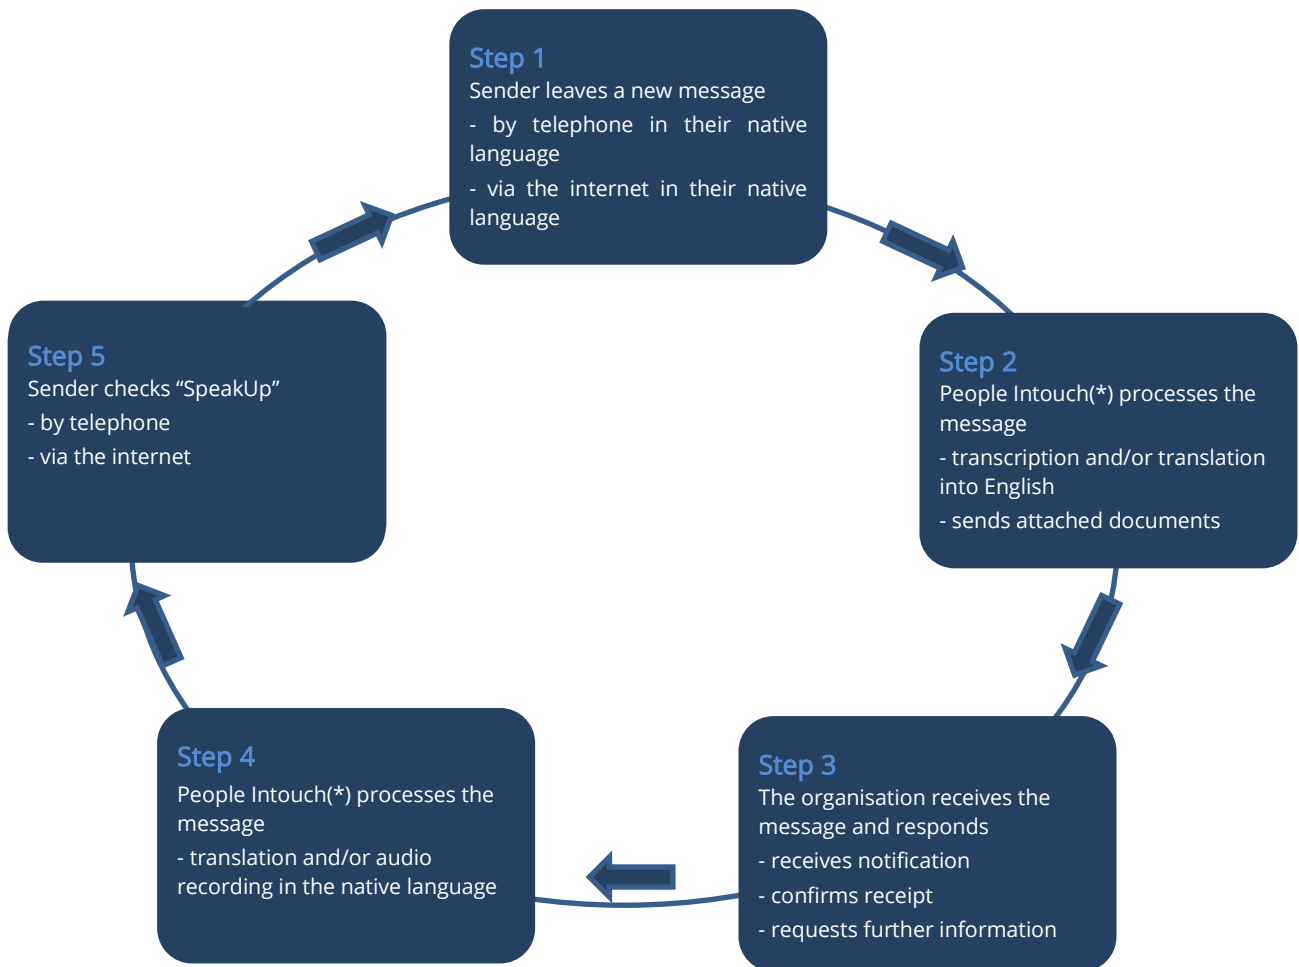 Step 1
Sender leaves a new message
- by telephone in their native
language
- via the internet in their native
language
Step 2
People Intouch(*) processes the
message
- transcription and/or translation
into English
- sends attached documents
Step 3
The organisation receives the
message and responds
- receives notification
- confirms receipt
- requests further information
Step 4
People Intouch(*) processes the
message
- translation and/or audio
recording in the native language
Step 5
Sender checks “SpeakUp”
- by telephone
- via the internet